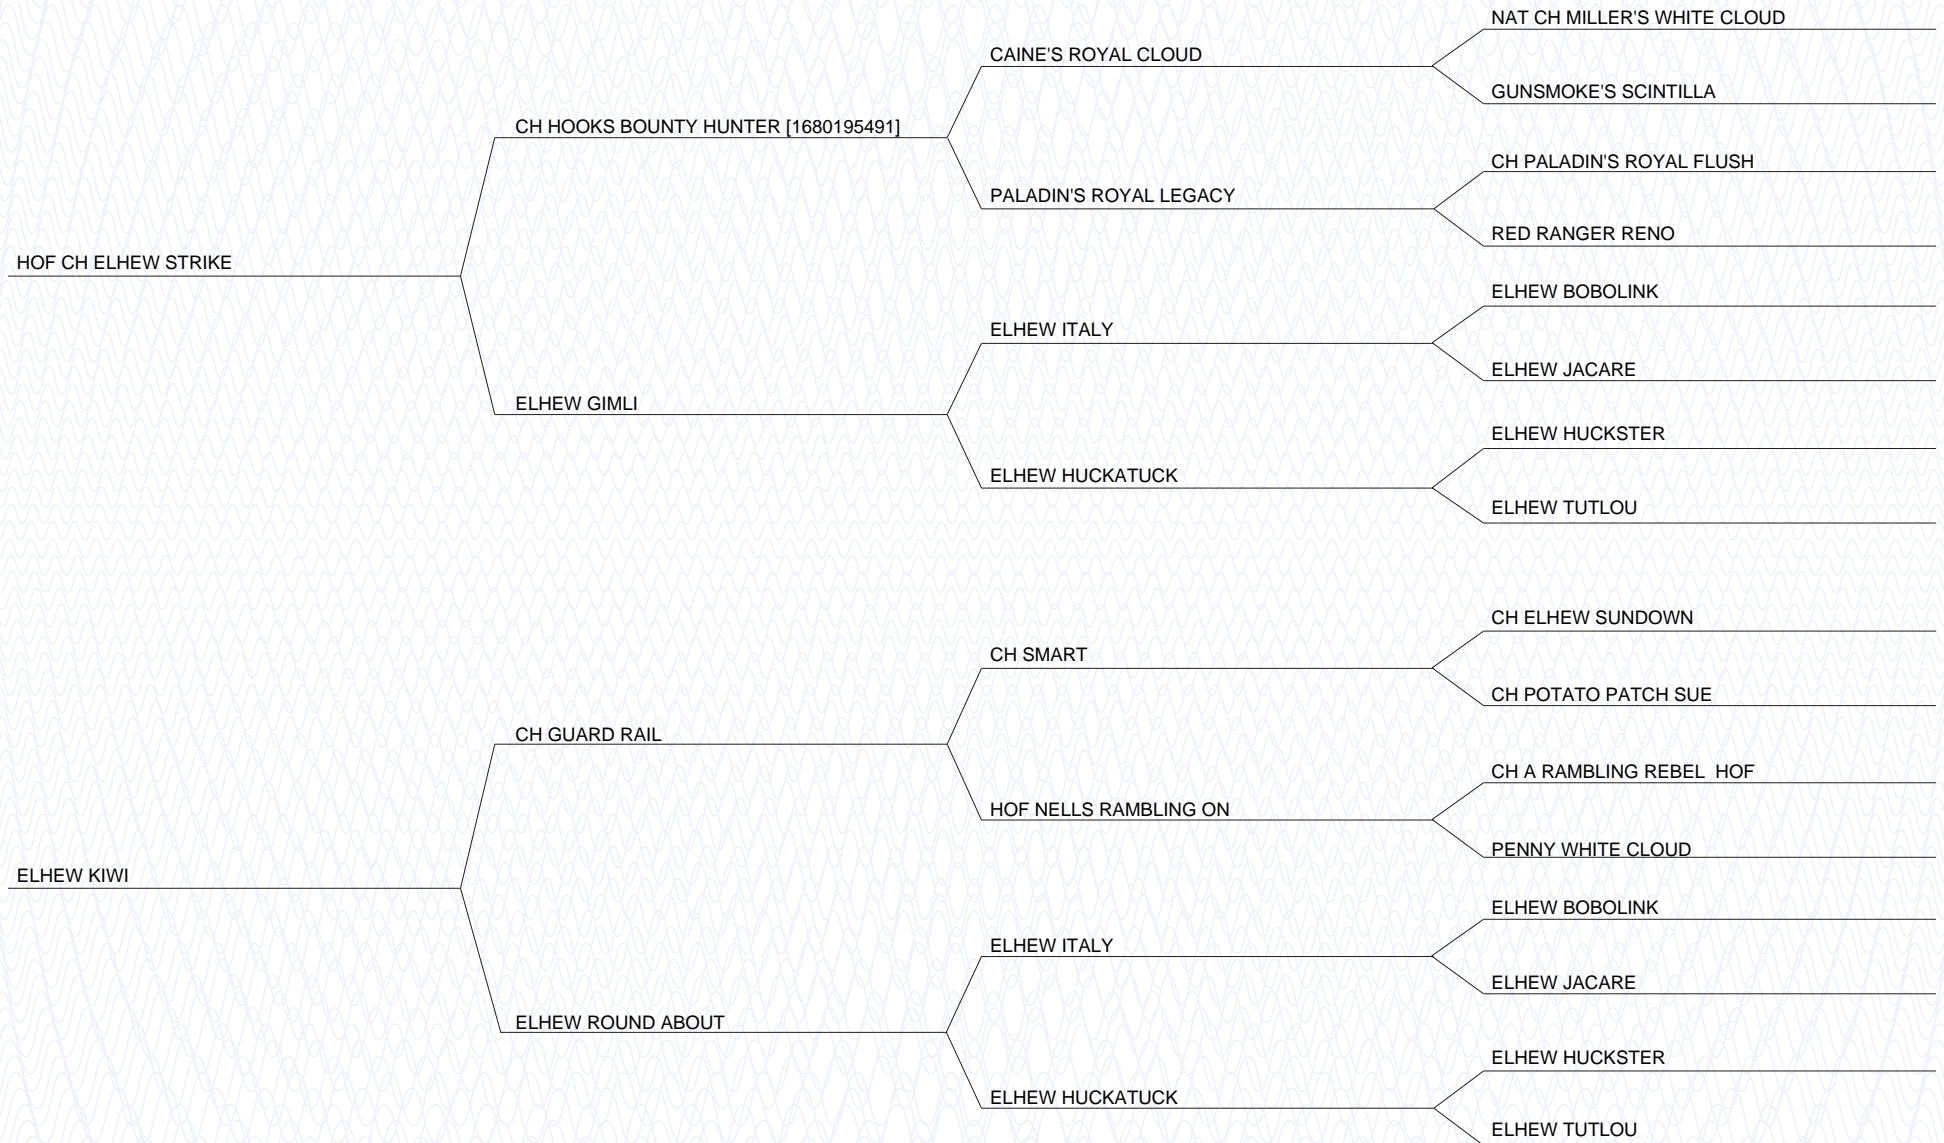 NAT CH MILLER'S WHITE CLOUD
CAINE'S ROYAL CLOUD
GUNSMOKE'S SCINTILLA
CH HOOKS BOUNTY HUNTER [1680195491]
CH PALADIN'S ROYAL FLUSH
PALADIN'S ROYAL LEGACY
RED RANGER RENO
HOF CH ELHEW STRIKE
ELHEW BOBOLINK
ELHEW ITALY
ELHEW JACARE
ELHEW GIMLI
ELHEW HUCKSTER
ELHEW HUCKATUCK
ELHEW TUTLOU
CH ELHEW SUNDOWN
CH SMART
CH POTATO PATCH SUE
CH GUARD RAIL
CH A RAMBLING REBEL  HOF
HOF NELLS RAMBLING ON
PENNY WHITE CLOUD
ELHEW KIWI
ELHEW BOBOLINK
ELHEW ITALY
ELHEW JACARE
ELHEW ROUND ABOUT
ELHEW HUCKSTER
ELHEW HUCKATUCK
ELHEW TUTLOU